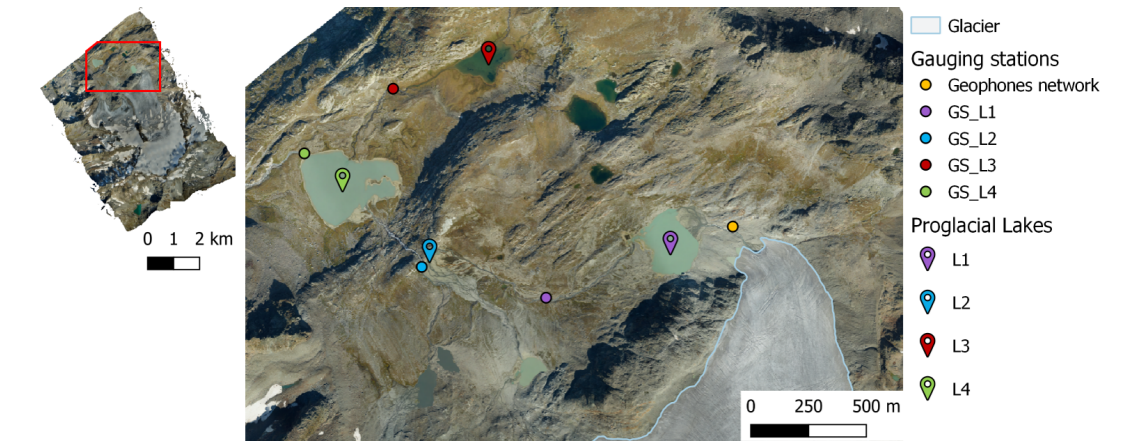 0 1 2 km
Glacier
Gauging stations
Geophones network
GS_L1
GS_L2
GS_L3
GS_L4
Proglacial Lakes
L1
L2
L3
L4
0 250 500 m